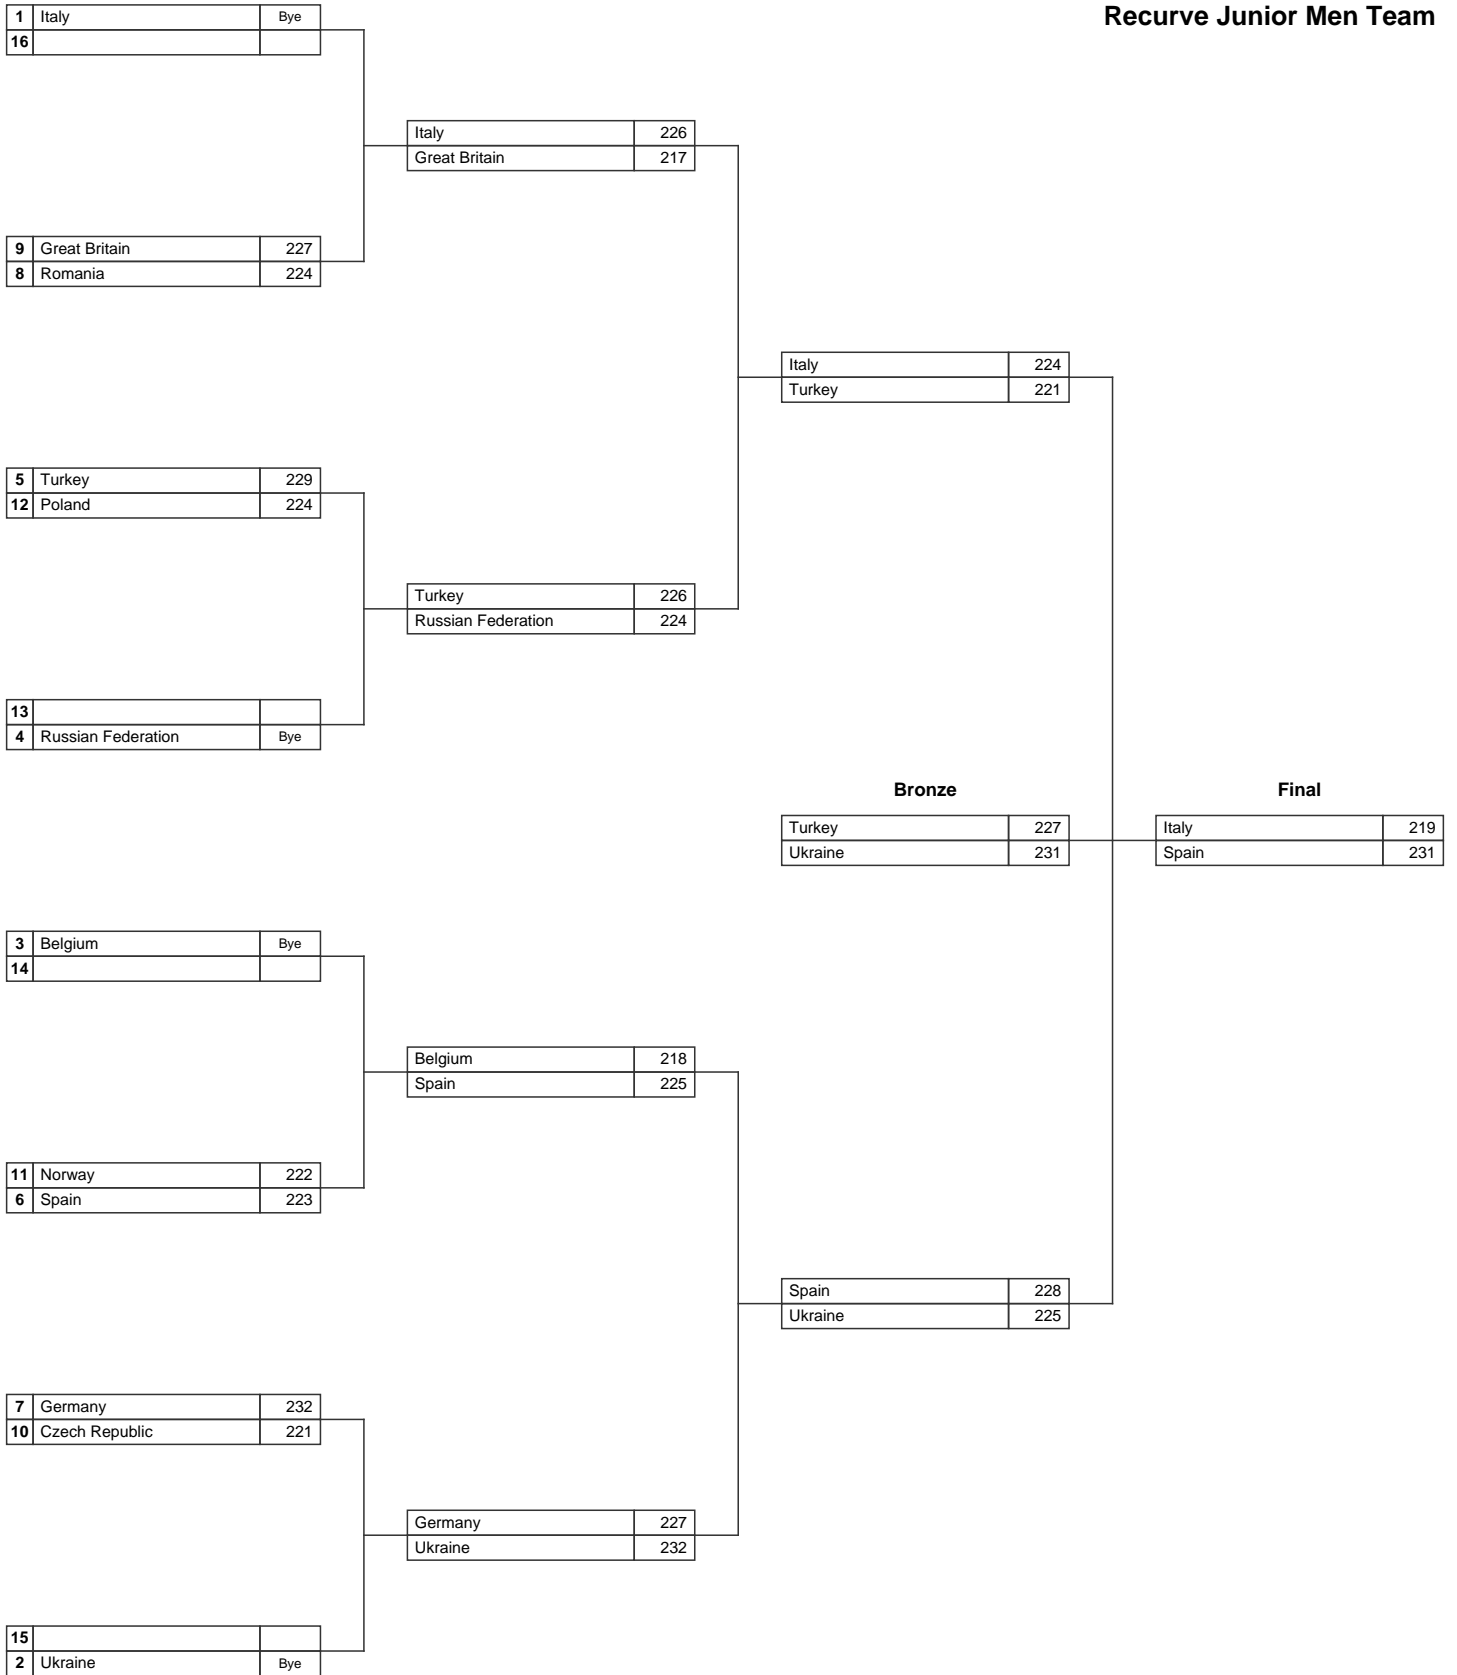 Recurve Junior Men Team
1 Italy Bye
16
Italy 226
Great Britain 217
9 Great Britain 227
8 Romania 224
Italy 224
Turkey 221
5 Turkey 229
12 Poland 224
Turkey 226
Russian Federation 224
13
4 Russian Federation Bye
Bronze Final
Turkey 227 Italy 219
Ukraine 231 Spain 231
3 Belgium Bye
14
Belgium 218
Spain 225
11 Norway 222
6 Spain 223
Spain 228
Ukraine 225
7 Germany 232
10 Czech Republic 221
Germany 227
Ukraine 232
15
2 Ukraine Bye